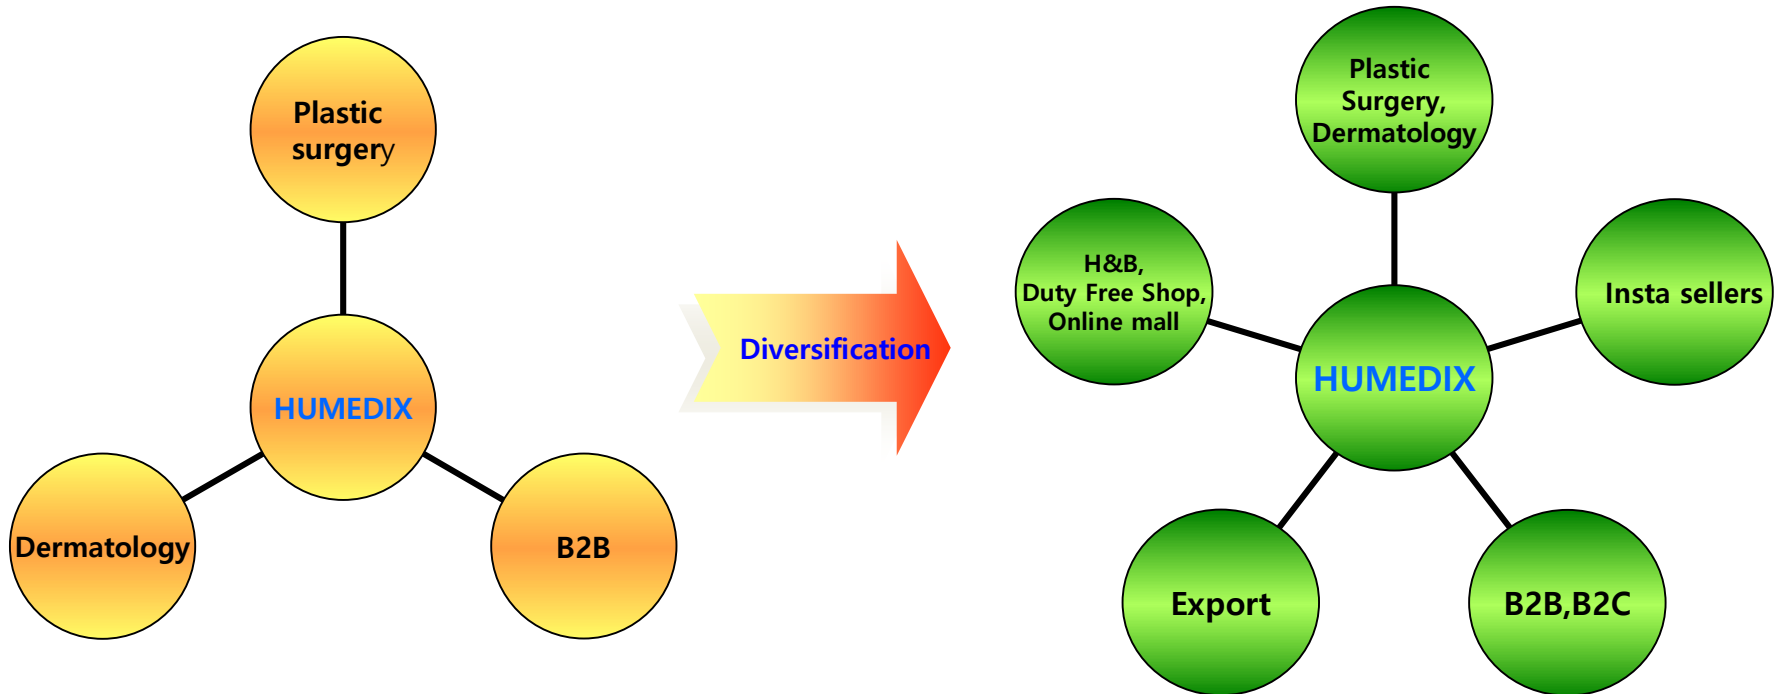 Plastic
surgery
HUMEDIX
Dermatology
B2B
Diversification
Plastic
Surgery,
Dermatology
H&B,
Duty Free Shop,
Online mall
Insta sellers
HUMEDIX
Export
B2B,B2C